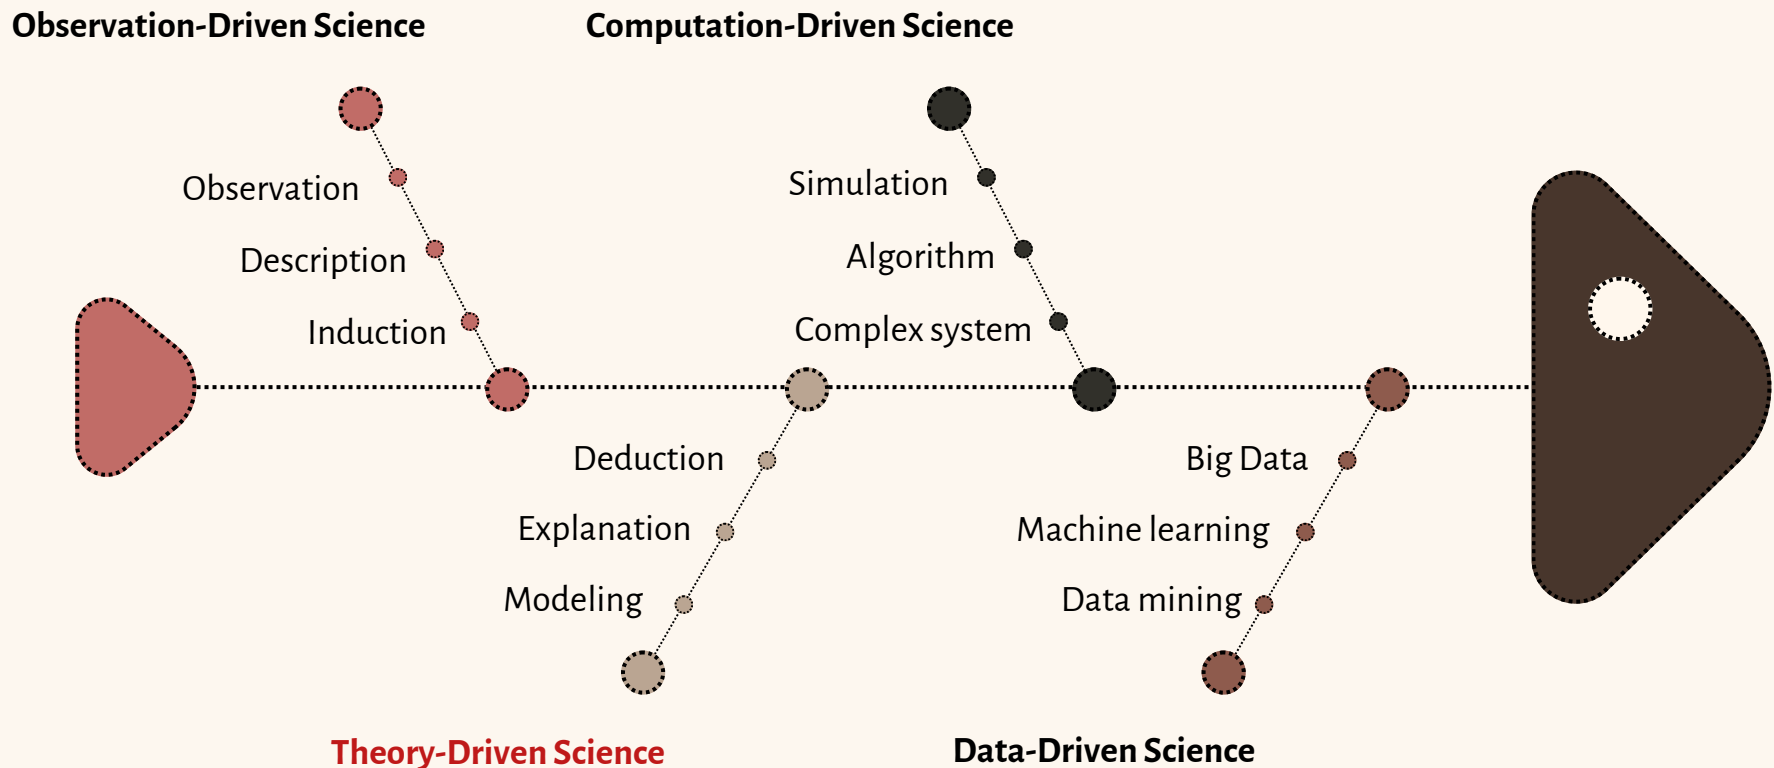 Observation-Driven Science
Computation-Driven Science
Observation
Description
Induction
Simulation
Algorithm
Complex system
Deduction
Explanation
Modeling
Big Data
Machine learning
Data mining
Theory-Driven Science
Data-Driven Science